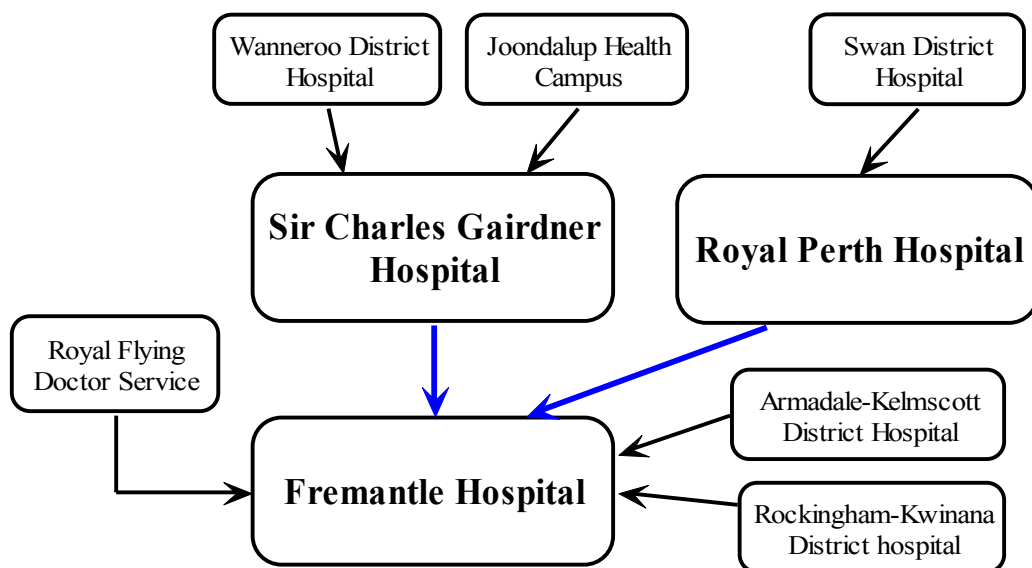 Wanneroo District
Hospital
Joondalup Health
Campus
Swan District
Hospital
Sir Charles Gairdner
Hospital
Royal Perth Hospital
Royal Flying
Doctor Service
Armadale-Kelmscott
District Hospital
Fremantle Hospital
Rockingham-Kwinana
District hospital